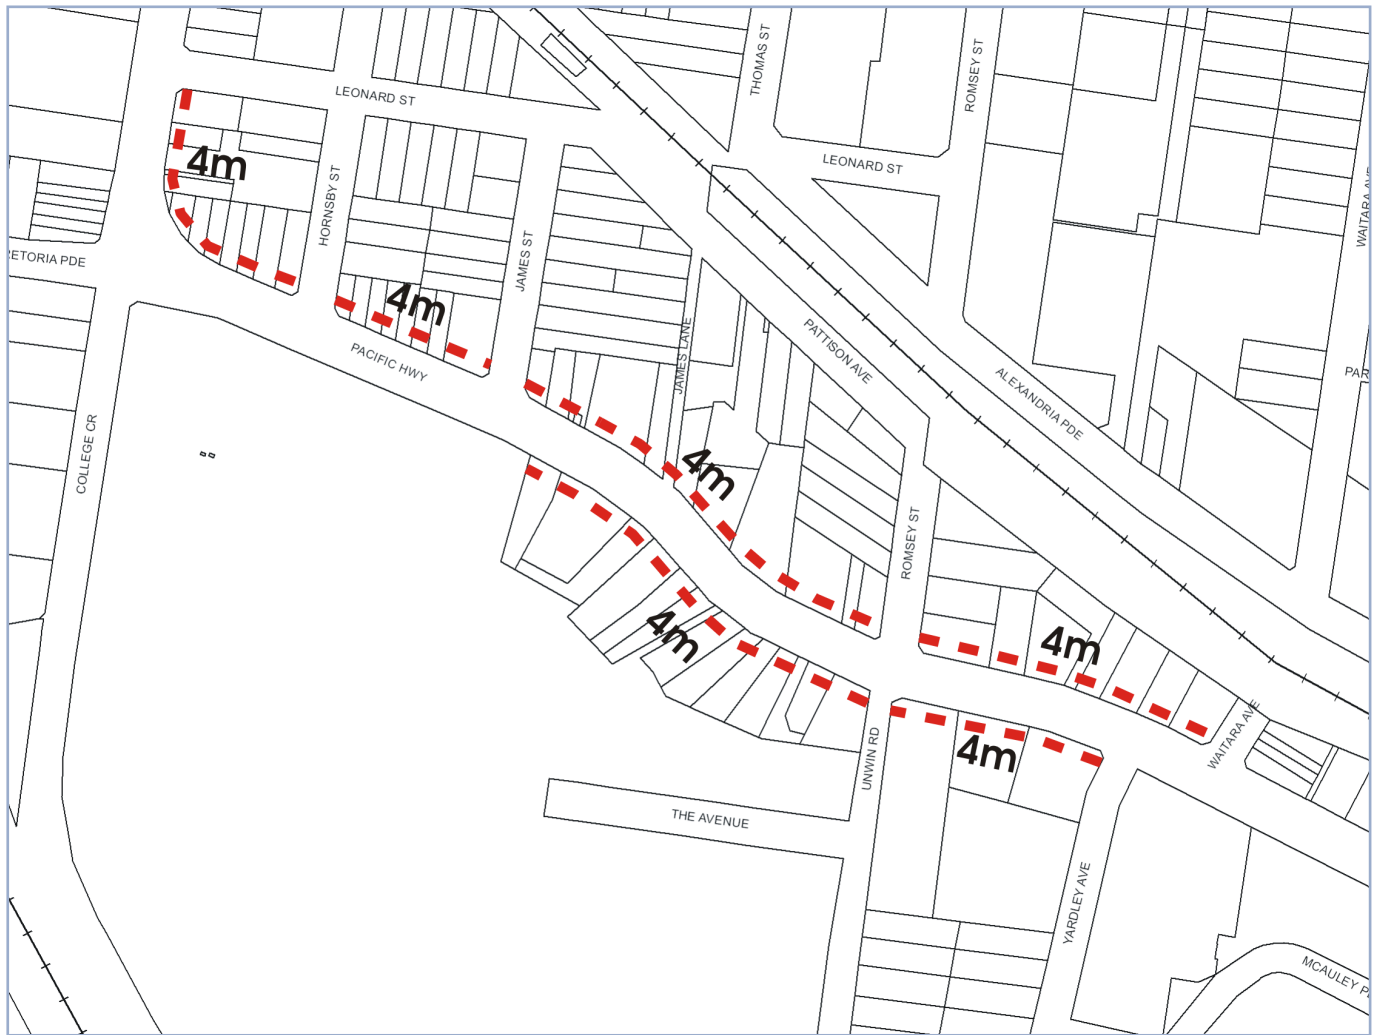 THOMAS ST
ROMSEY ST
LEONARD ST
LEONARD ST
4m
HORNSBY ST
WAITARA AVE
ETORIA PDE
JAMES ST
4m
JAMES LANE
PATTISON AVE
PACIFIC HWY
ALEXANDRIA PDE
PAR
COLLEGE CR
4m
ROMSEY ST
4m
4m
WAITARA AVE
UNWIN RD
4m
THE AVENUE
YARDLEY AVE
MCAULEY P